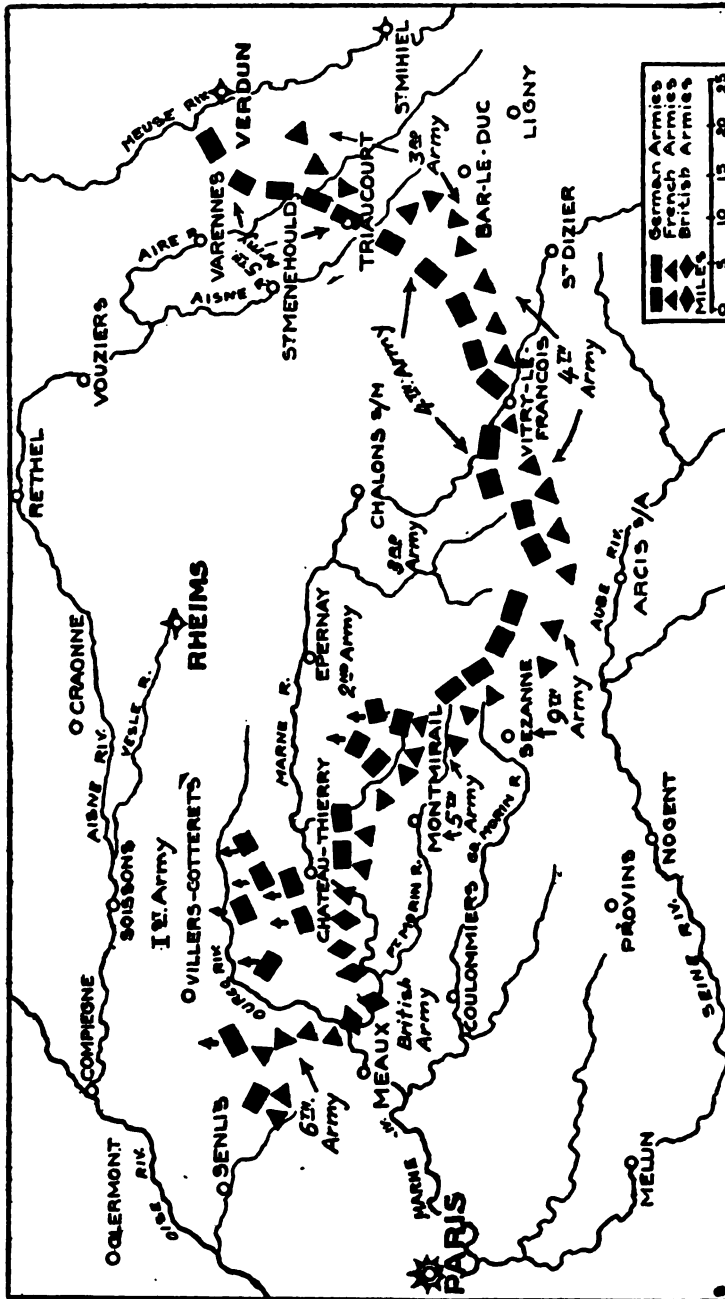 RETHEL
COMPIEGNE
CLERMONT
OISE RIV.
VOUZIERS
CRAONNE
AISNE RIV.
SOISSONS
VESLE R.
RHEIMS
Ist. Army
VILLERS-COTTERETS
MEUSE RIV
VERDUN
AIRE R
VARENNES
5TH Army
AISNE R
ST MENEHOULD
SENLIS
OURCQ RIV
MARNE R.
EPERNAY
2ND Army
CHATEAU-THIERRY
CHALONS S/M
3RD Army
4TH Army
ST MIHIEL
TRIAUCOURT
3RD Army
BAR-LE-DUC
LIGNY
6TH Army
MEAUX
British Army
PT MORIN R.
MONTMIRAIL
5TH Army
GR MORIN R
COULOMMIERS
SEZANNE
9TH Army
VITRY-LE-FRANCOIS
4TH Army
ST DIZIER
MARNE
PARIS
AUBE RIV.
ARCIS S/A
PROVINS
NOGENT
SEINE RIV.
MELUN
German Armies
French Armies
British Armies
MILES
0 5 10 15 20 25